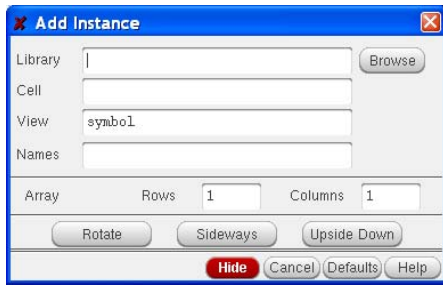 Add Instance
Library Browse
Cell
View symbol
Names
Array Rows 1 Columns 1
Rotate Sideways Upside Down
Hide Cancel Defaults Help